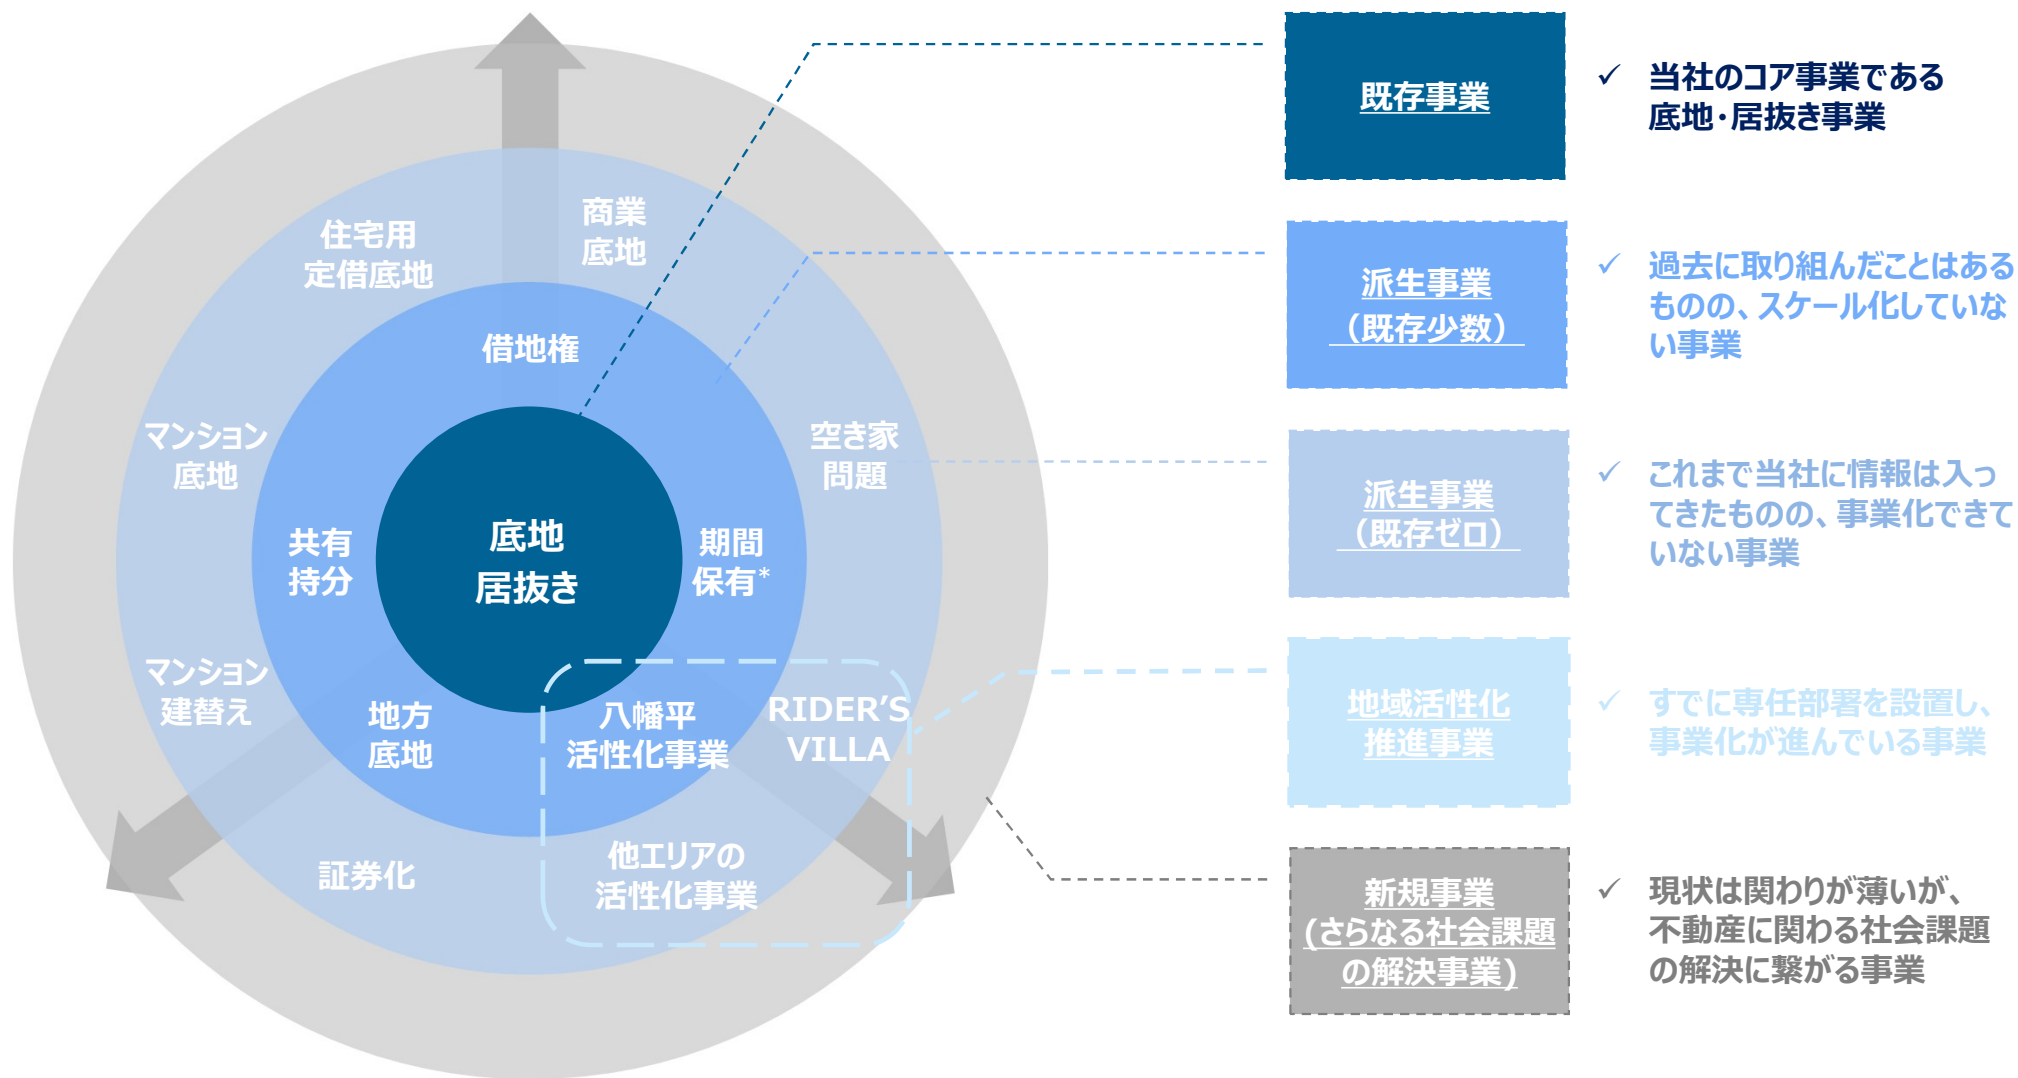 住宅用
定借底地
商業
底地
借地権
マンション
底地
空き家
問題
共有
持分
底地
居抜き
期間
保有*
マンション
建替え
地方
底地
八幡平
活性化事業
RIDER'S
VILLA
証券化
他エリアの
活性化事業
既存事業
✓ 当社のコア事業である
底地・居抜き事業
派生事業
（既存少数）
✓ 過去に取り組んだことはある
ものの、スケール化していな
い事業
派生事業
（既存ゼロ）
✓ これまで当社に情報は入っ
てきたものの、事業化できて
いない事業
地域活性化
推進事業
✓ すでに専任部署を設置し、
事業化が進んでいる事業
新規事業
(さらなる社会課題
の解決事業)
✓ 現状は関わりが薄いが、
不動産に関わる社会課題
の解決に繋がる事業